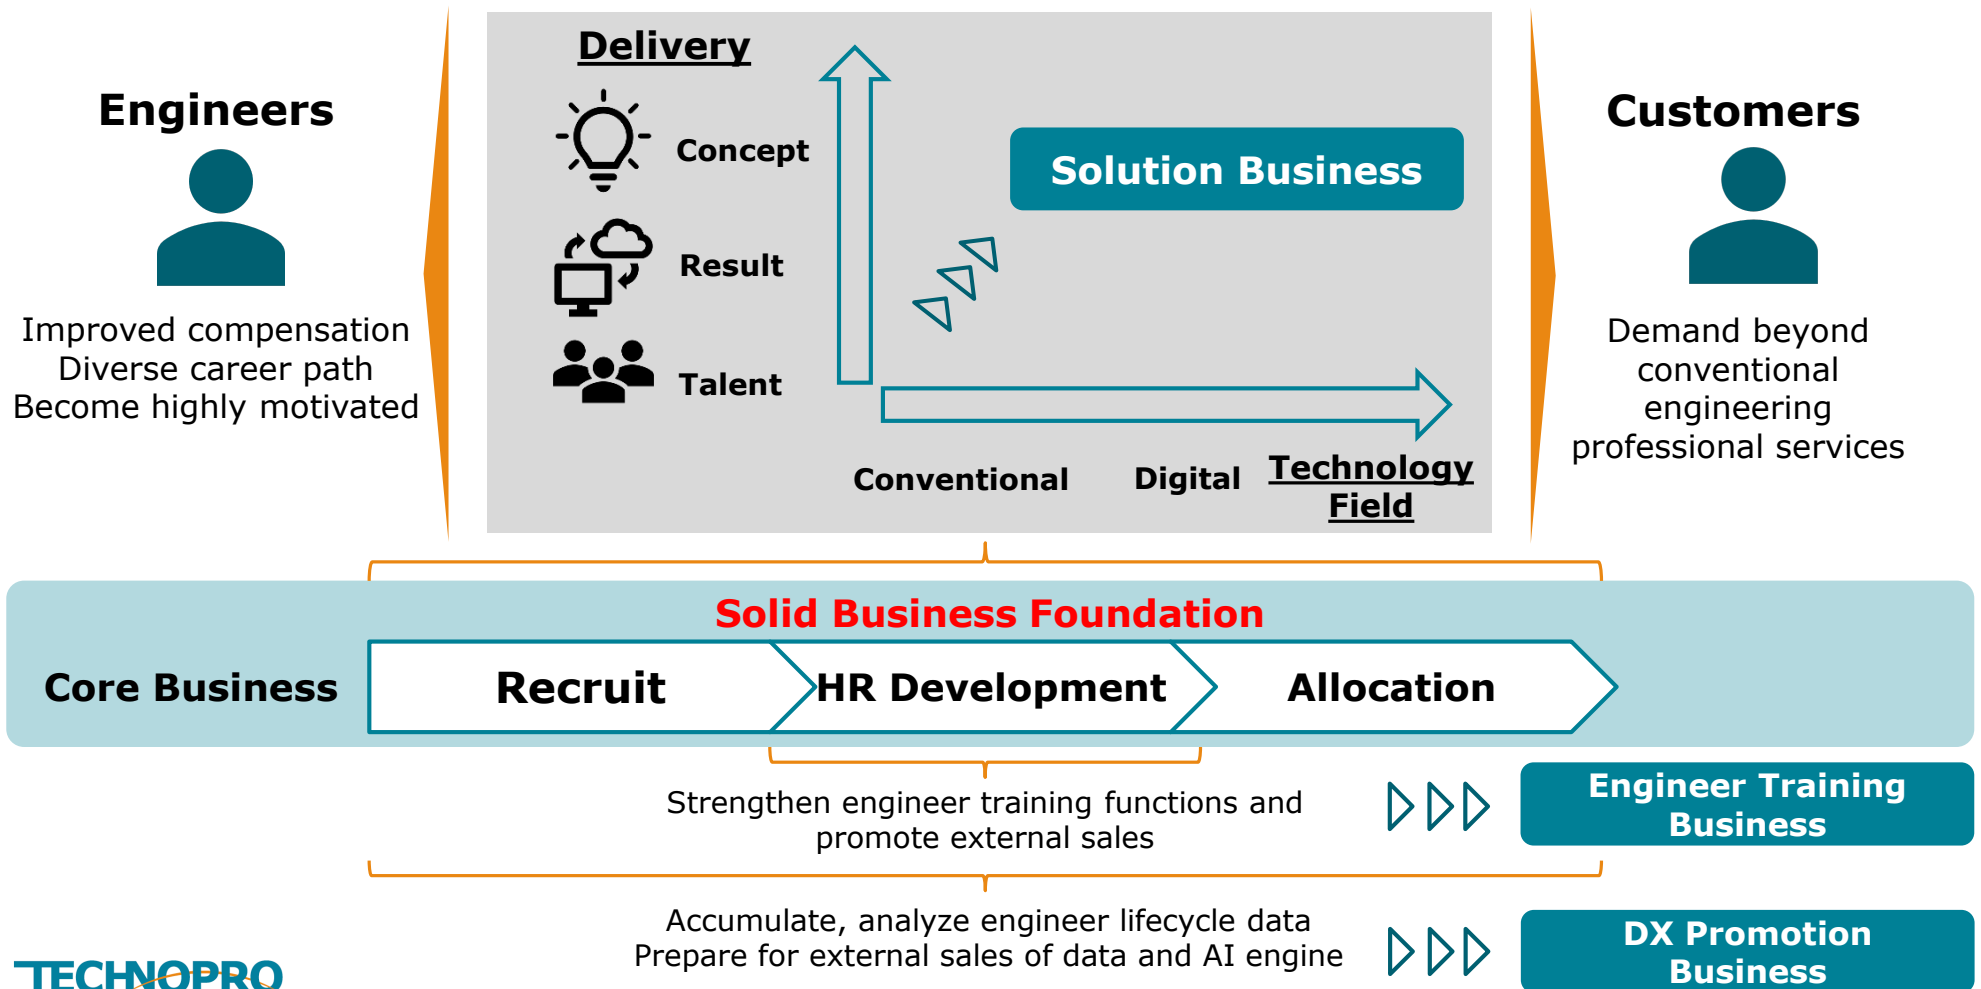 Engineers
Improved compensation
Diverse career path
Become highly motivated
Delivery
Concept
Result
Talent
Solution Business
Conventional
Digital
Technology
Field
Customers
Demand beyond
conventional
engineering
professional services
Solid Business Foundation
Core Business
Recruit
HR Development
Allocation
Strengthen engineer training functions and
promote external sales
Engineer Training
Business
Accumulate, analyze engineer lifecycle data
Prepare for external sales of data and AI engine
DX Promotion
Business
TECHNOPRO